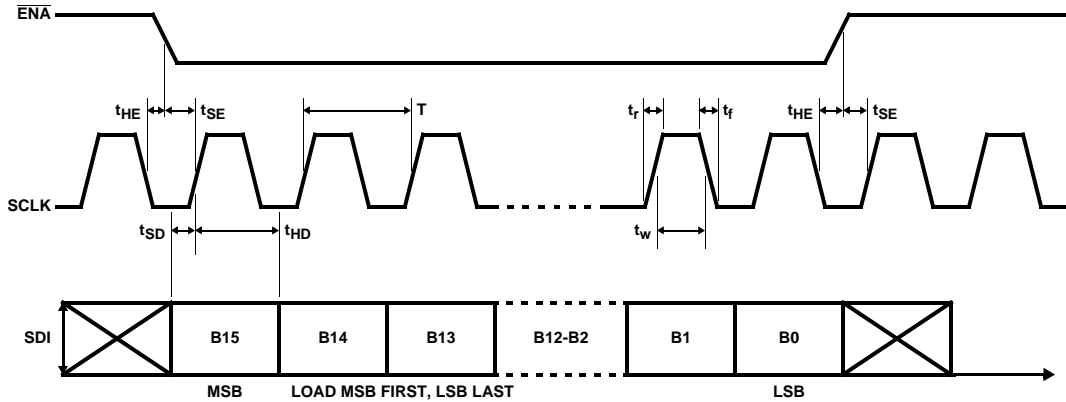 ENA
tHE tSE T tr tf tHE tSE
SCLK
tSD tHD tw
SDI B15 B14 B13 B12-B2 B1 B0
MSB LOAD MSB FIRST, LSB LAST LSB